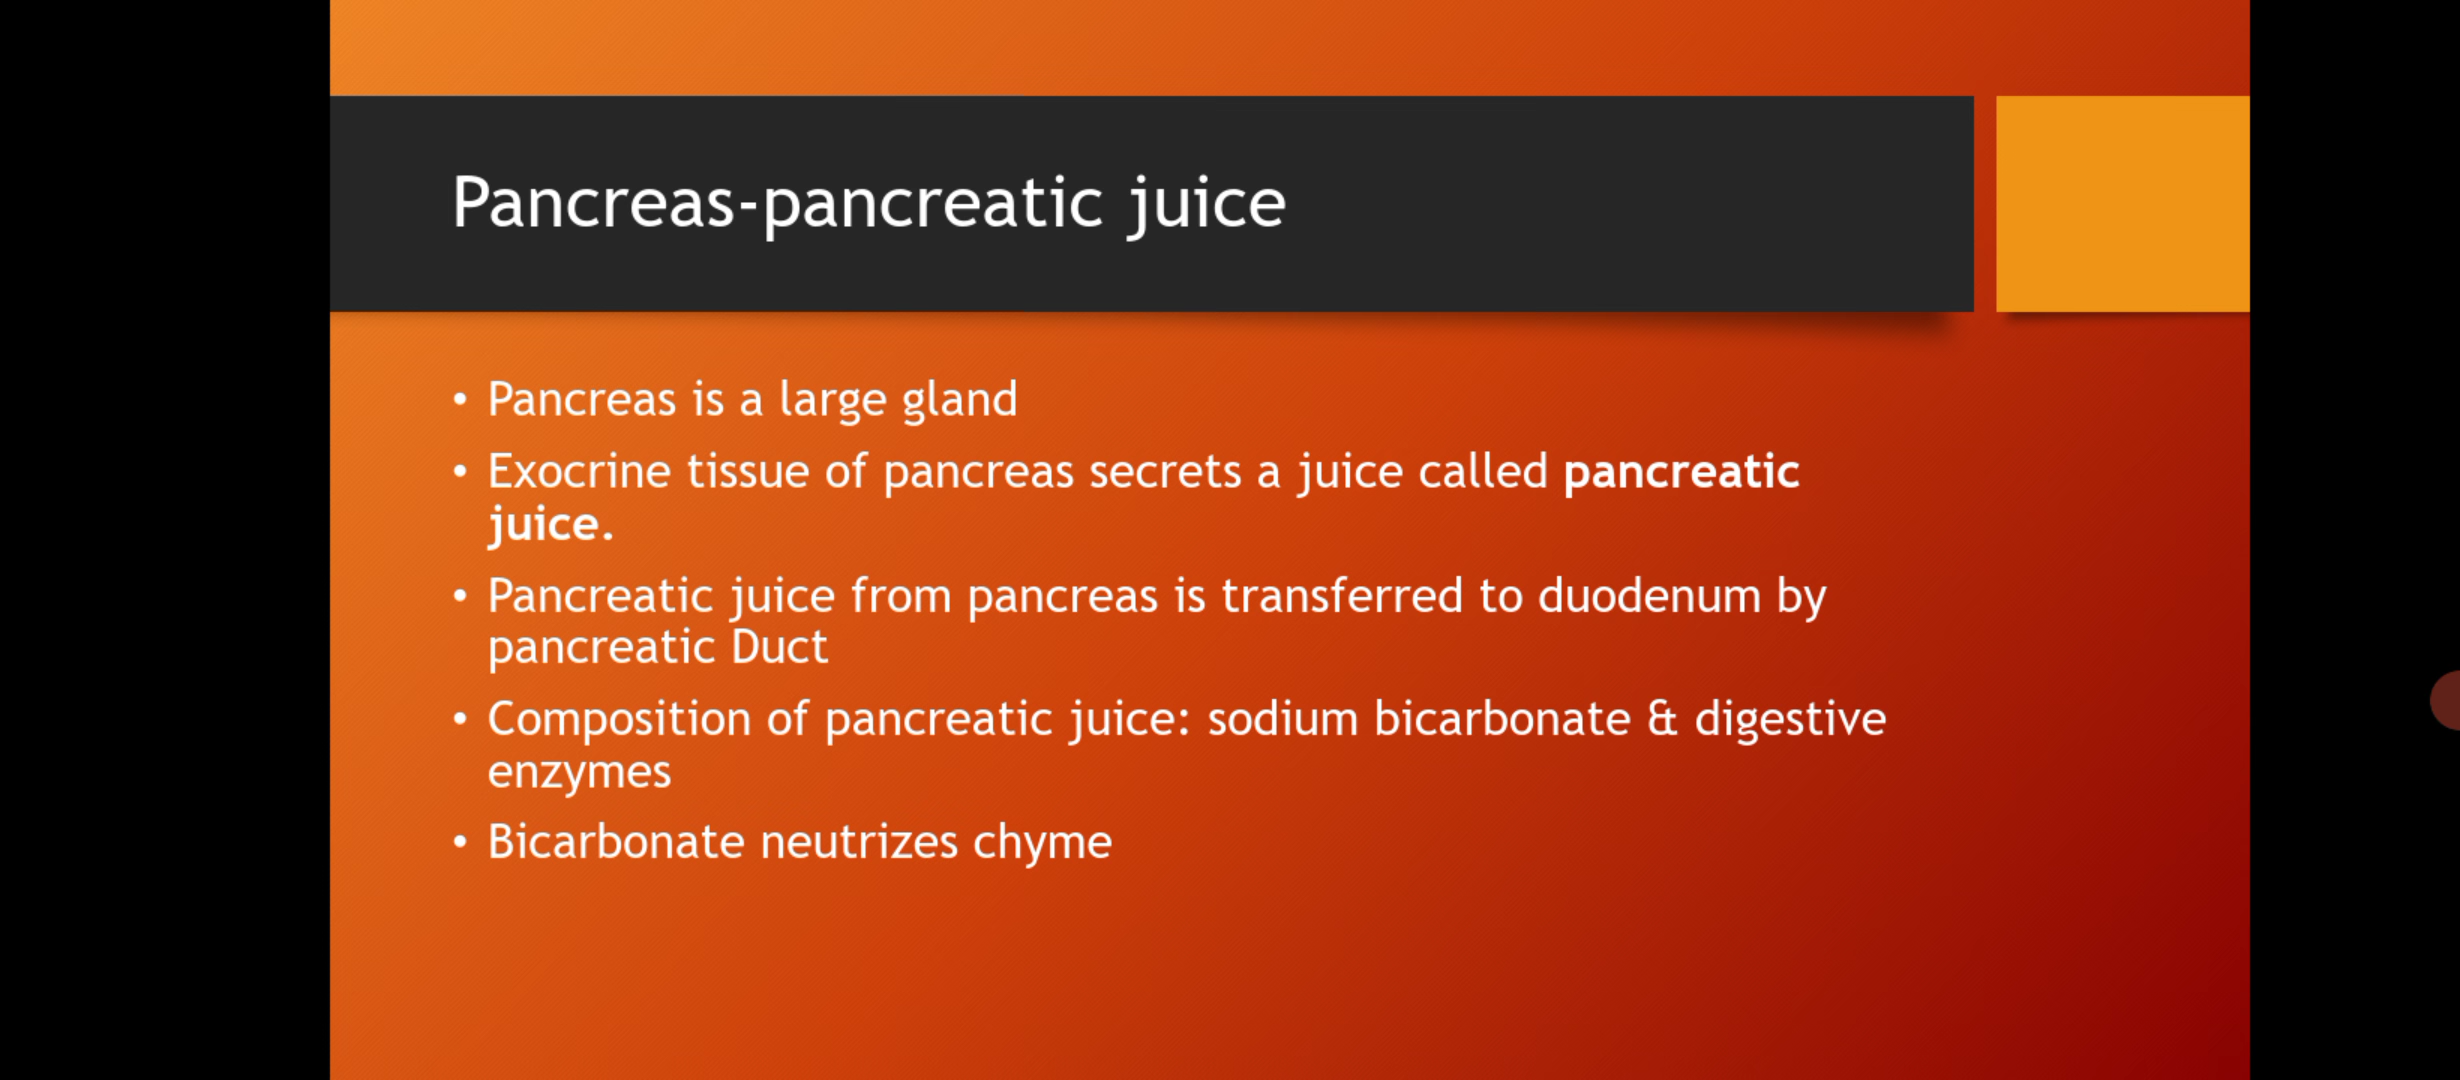 Pancreas-pancreatic juice
• Pancreas is a large gland
• Exocrine tissue of pancreas secrets a juice called pancreatic
juice.
• Pancreatic juice from pancreas is transferred to duodenum by
pancreatic Duct
• Composition of pancreatic juice: sodium bicarbonate & digestive
enzymes
• Bicarbonate neutrizes chyme